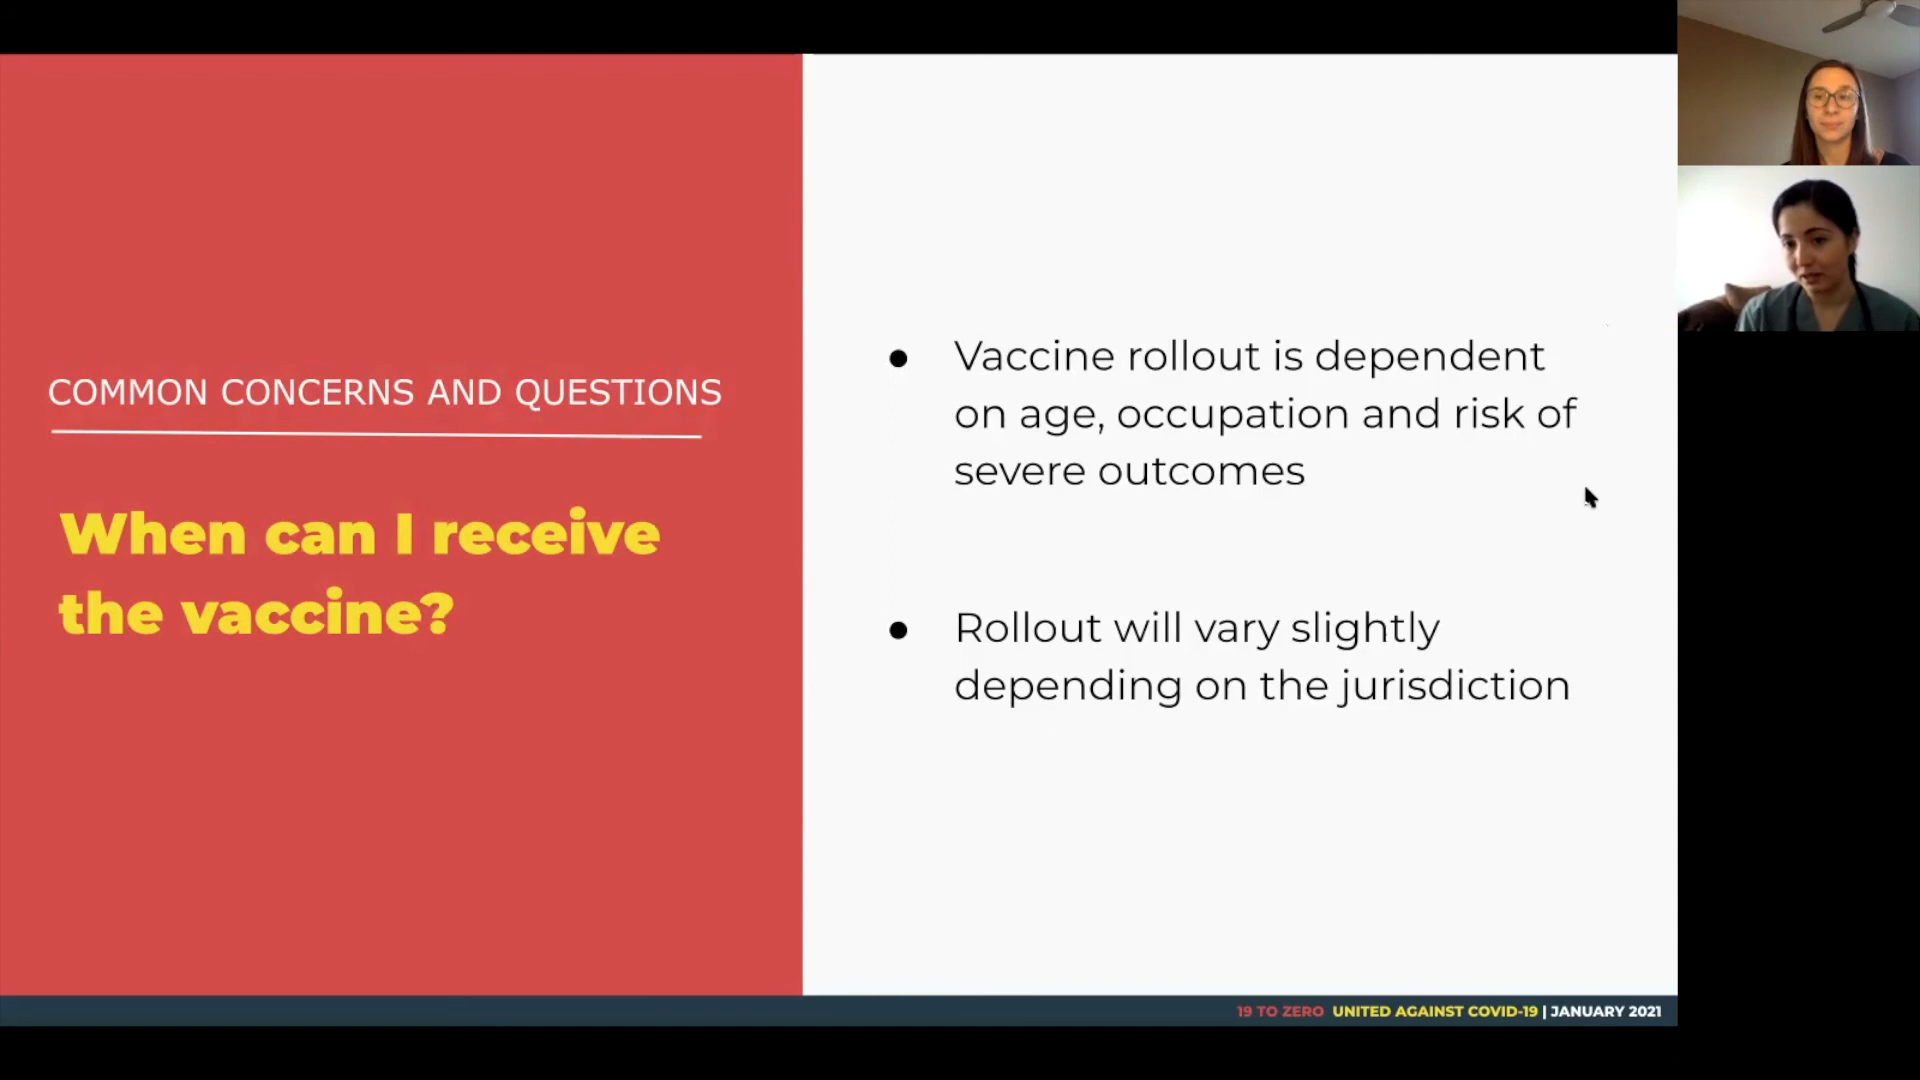 COMMON CONCERNS AND QUESTIONS
When can I receive
the vaccine?
● Vaccine rollout is dependent
on age, occupation and risk of
severe outcomes
● Rollout will vary slightly
depending on the jurisdiction
19 TO ZERO UNITED AGAINST COVID-19 | JANUARY 2021